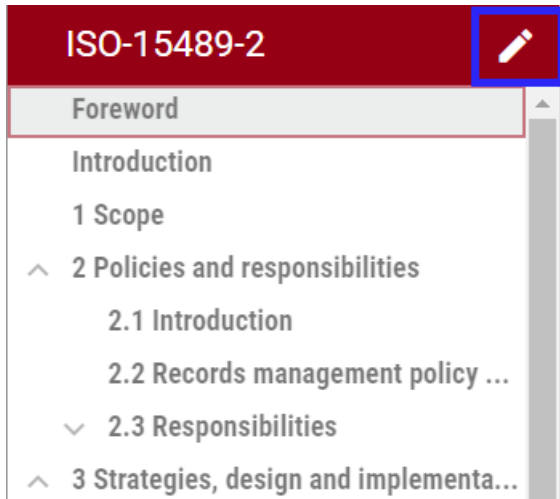 ISO-15489-2
Foreword
Introduction
1 Scope
2 Policies and responsibilities
2.1 Introduction
2.2 Records management policy ...
2.3 Responsibilities
3 Strategies, design and implementa...